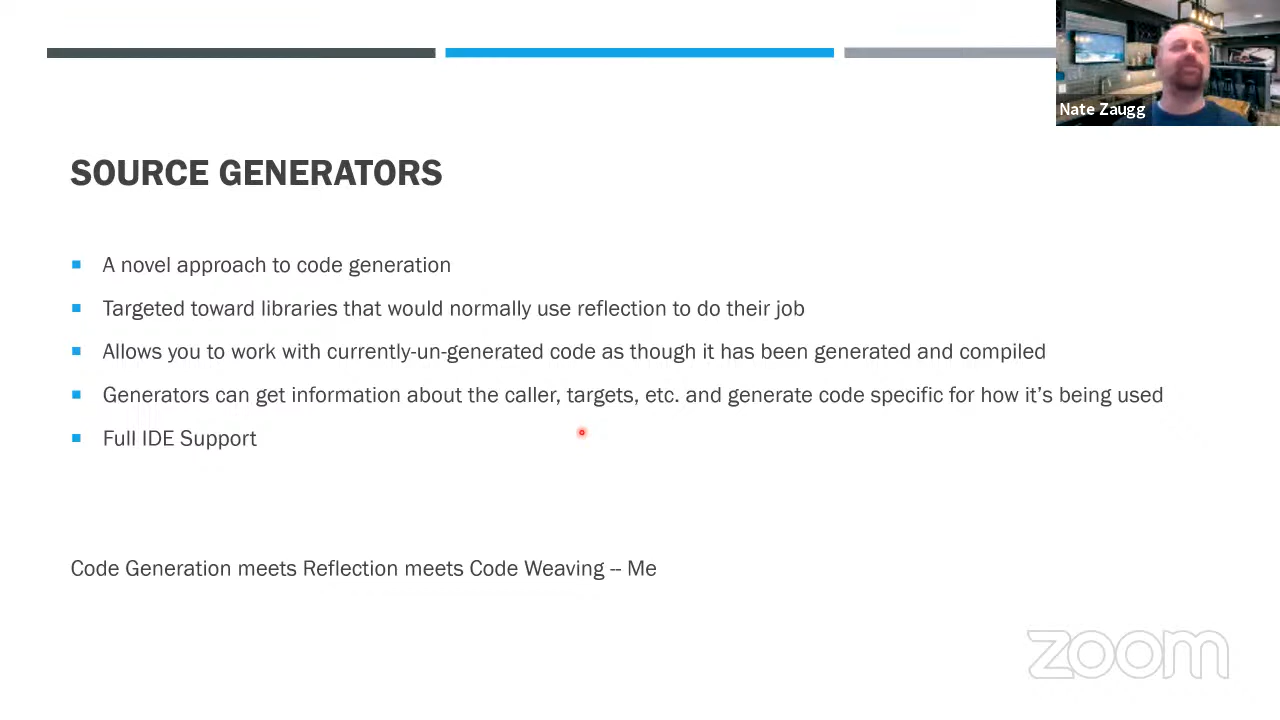 Nate Zaugg
SOURCE GENERATORS
A novel approach to code generation
Targeted toward libraries that would normally use reflection to do their job
Allows you to work with currently-un-generated code as though it has been generated and compiled
Generators can get information about the caller, targets, etc. and generate code specific for how it's being used
Full IDE Support
Code Generation meets Reflection meets Code Weaving -- Me
zoom